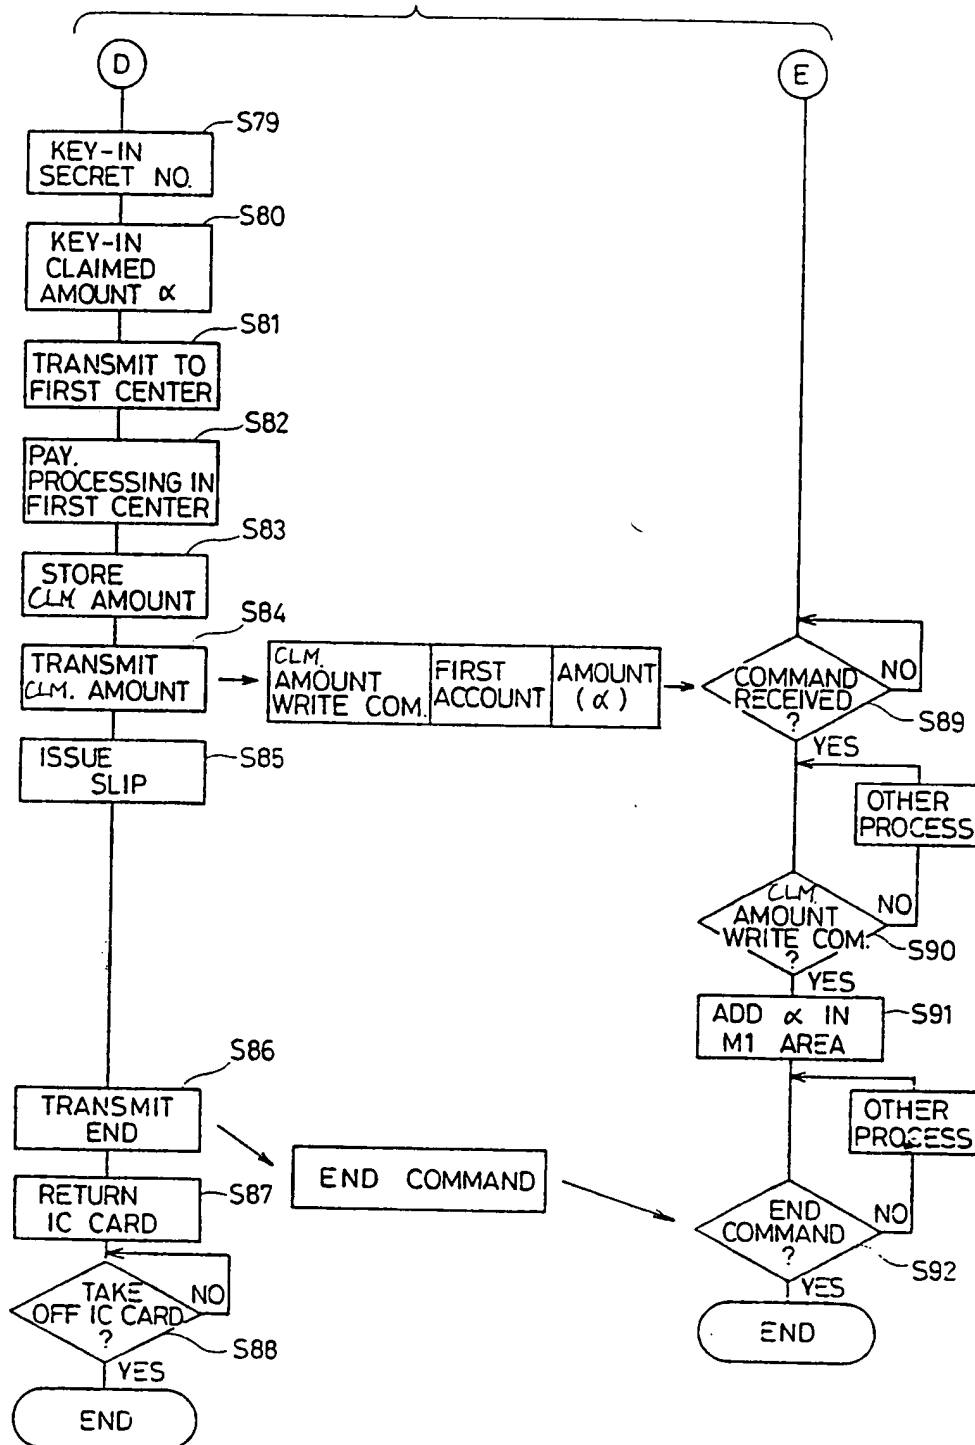 D
E
S79
KEY-IN
SECRET NO.
S80
KEY-IN
CLAIMED
AMOUNT α
S81
TRANSMIT TO
FIRST CENTER
S82
PAY.
PROCESSING IN
FIRST CENTER
S83
STORE
CLM AMOUNT
S84
TRANSMIT
CLM. AMOUNT
CLM.
AMOUNT
WRITE COM.
FIRST
ACCOUNT
AMOUNT
(α)
COMMAND
RECEIVED
?
NO
S89
YES
S85
ISSUE
SLIP
OTHER
PROCESS
CLM.
AMOUNT
WRITE COM.
?
NO
S90
YES
S91
ADD α IN
M1 AREA
S86
TRANSMIT
END
OTHER
PROCESS
END COMMAND
S87
RETURN
IC CARD
END
COMMAND
?
NO
S92
YES
END
TAKE
OFF IC CARD
?
NO
S88
YES
END